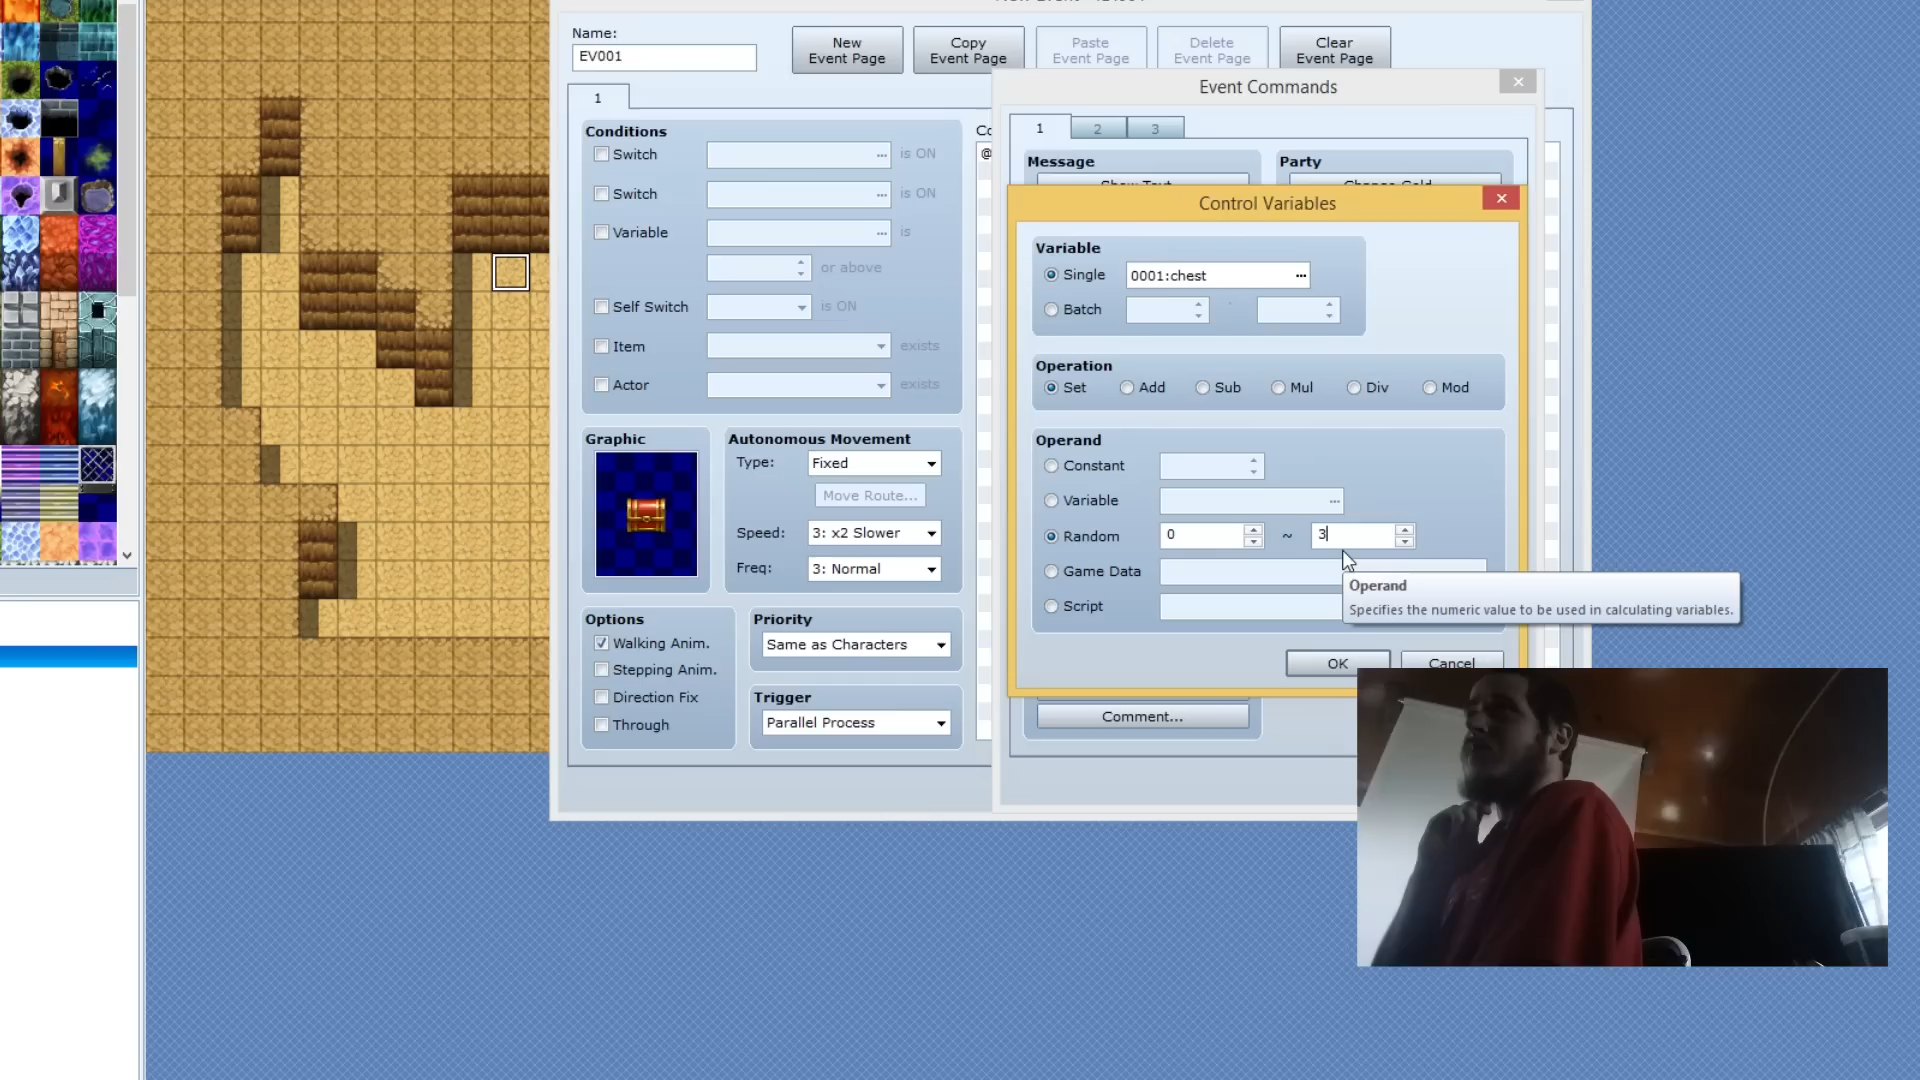 Name:
EV001
New
Event Page
Copy
Event Page
Paste
Event Page
Delete
Event Page
Clear
Event Page
1
Conditions
Switch
... is ON
Switch
... is ON
Variable
... is
or above
Self Switch
is ON
Item
exists
Actor
exists
Graphic
Autonomous Movement
Type:
Fixed
Move Route...
Speed:
3: x2 Slower
Freq:
3: Normal
Options
Walking Anim.
Stepping Anim.
Direction Fix
Through
Priority
Same as Characters
Trigger
Parallel Process
Co
@
Event Commands
1
2
3
Message
Party
Control Variables
Variable
Single
0001:chest ...
Batch
Operation
Set
Add
Sub
Mul
Div
Mod
Operand
Constant
Variable
...
Random
0 ~ 3
Game Data
Script
Operand
Specifies the numeric value to be used in calculating variables.
OK
Cancel
Comment...